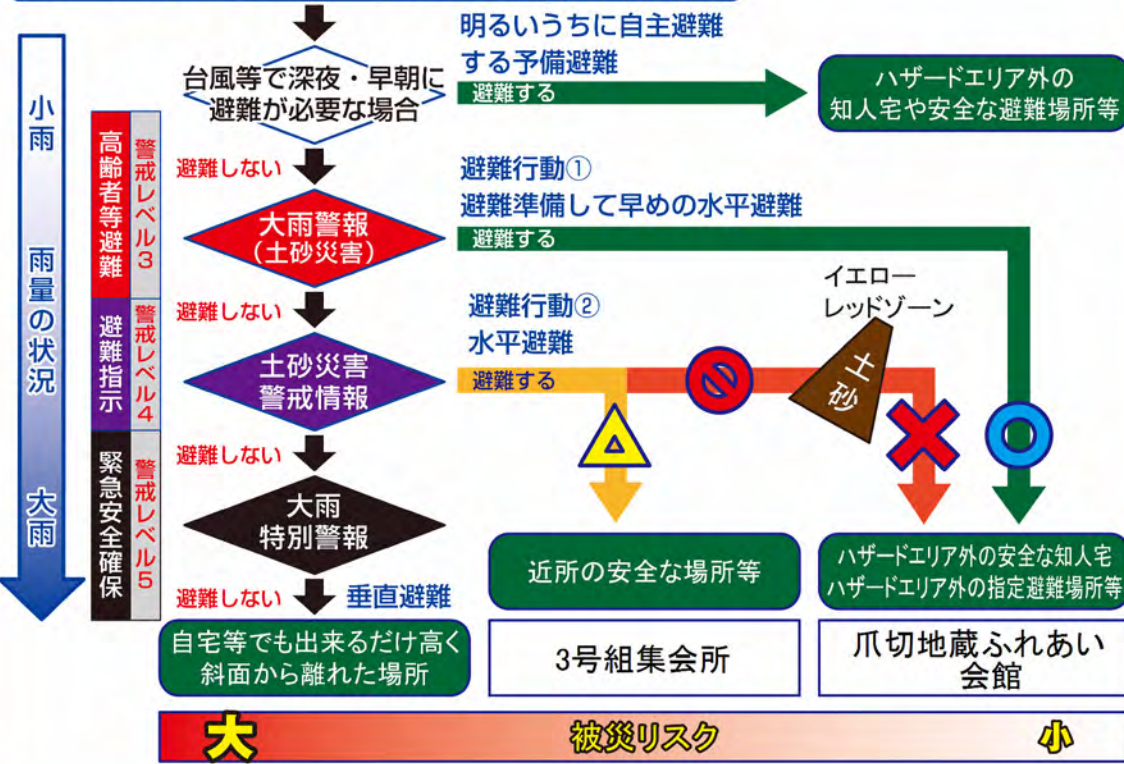 明るいうちに自主避難
する予備避難
避難する
台風等で深夜・早朝に
避難が必要な場合
ハザードエリア外の
知人宅や安全な避難場所等
小雨
雨量の状況
大雨
高齢者等避難
警戒レベル3
避難指示
警戒レベル4
緊急安全確保
警戒レベル5
避難しない
避難行動①
避難準備して早めの水平避難
避難する
大雨警報
(土砂災害)
避難しない
避難行動②
水平避難
避難する
イエロー
レッドゾーン
土砂
土砂災害
警戒情報
避難しない
大雨
特別警報
避難しない
垂直避難
自宅等でも出来るだけ高く
斜面から離れた場所
近所の安全な場所等
3号組集会所
ハザードエリア外の安全な知人宅
ハザードエリア外の指定避難場所等
爪切地蔵ふれあい
会館
大
被災リスク
小